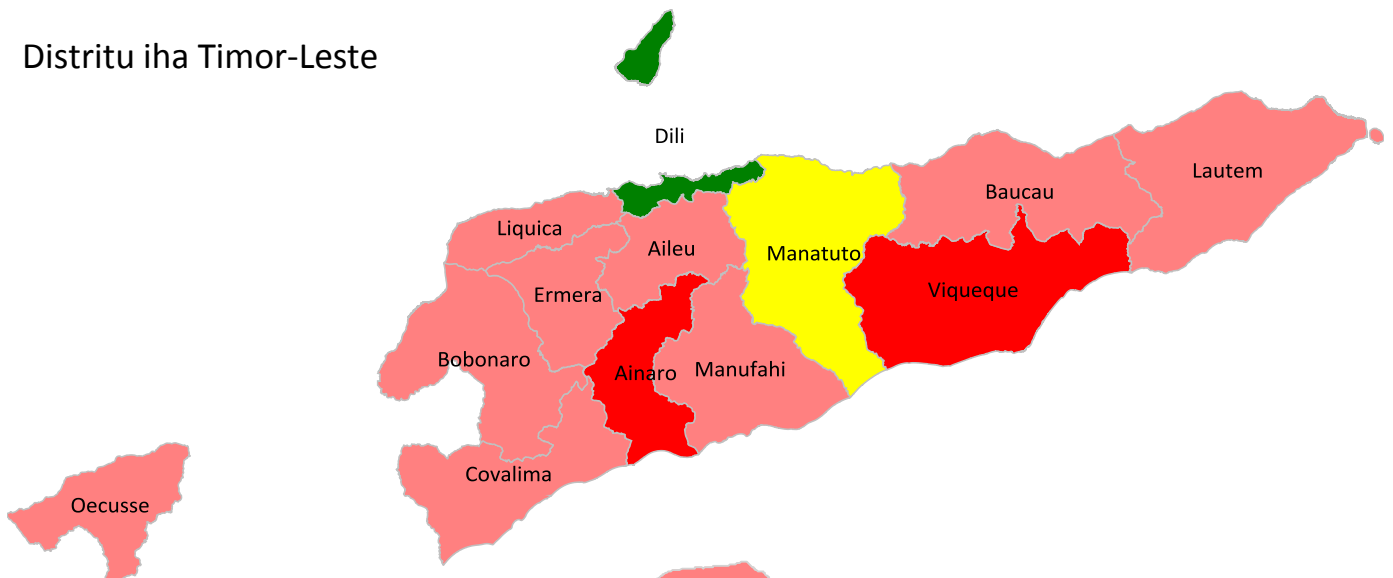 Distritu iha Timor-Leste
Dili
Lautem
Baucau
Liquica
Aileu
Manatuto
Viqueque
Ermera
Bobonaro
Ainaro
Manufahi
Covalima
Oecusse